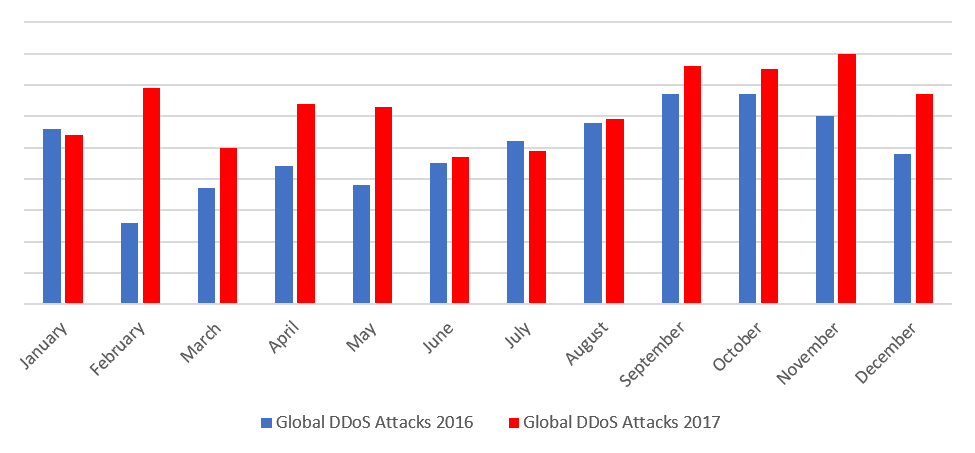 January
February
March
April
May
June
July
August
September
October
November
December
Global DDoS Attacks 2016
Global DDoS Attacks 2017